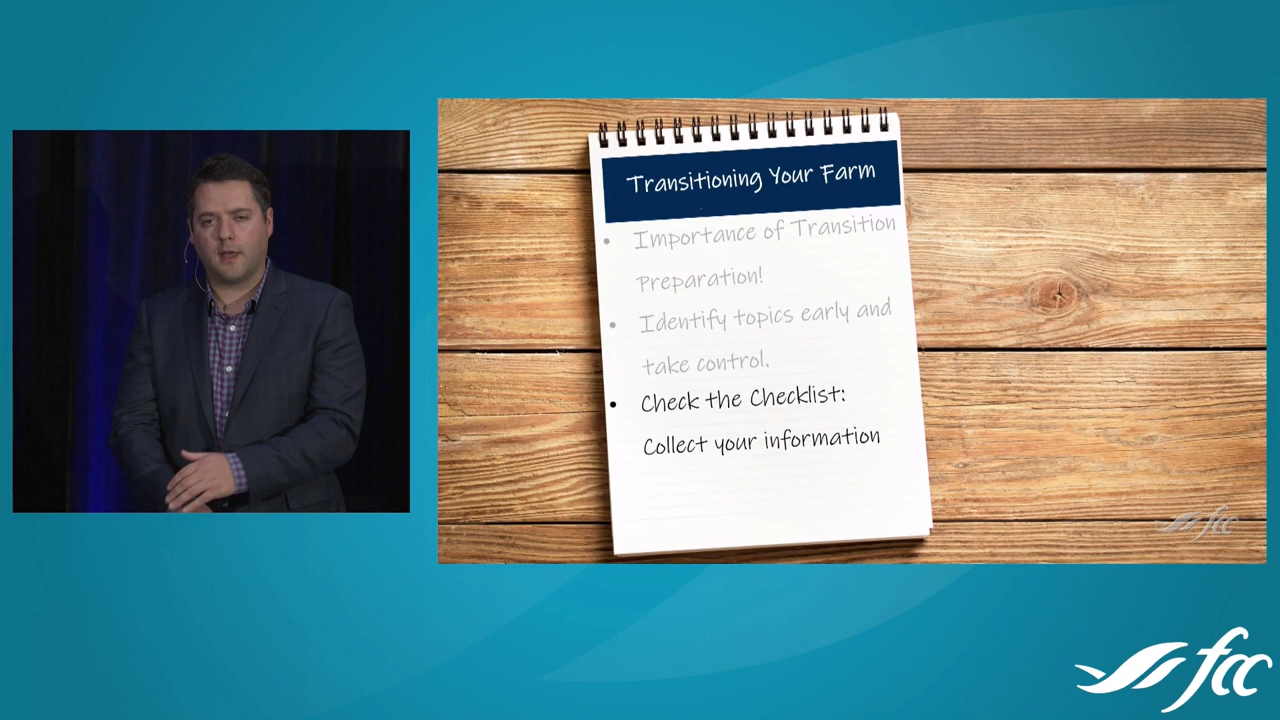 Transitioning Your Farm
• Importance of Transition
Preparation!
• Identify topics early and
take control.
• Check the Checklist:
Collect your information
fcc
fcc